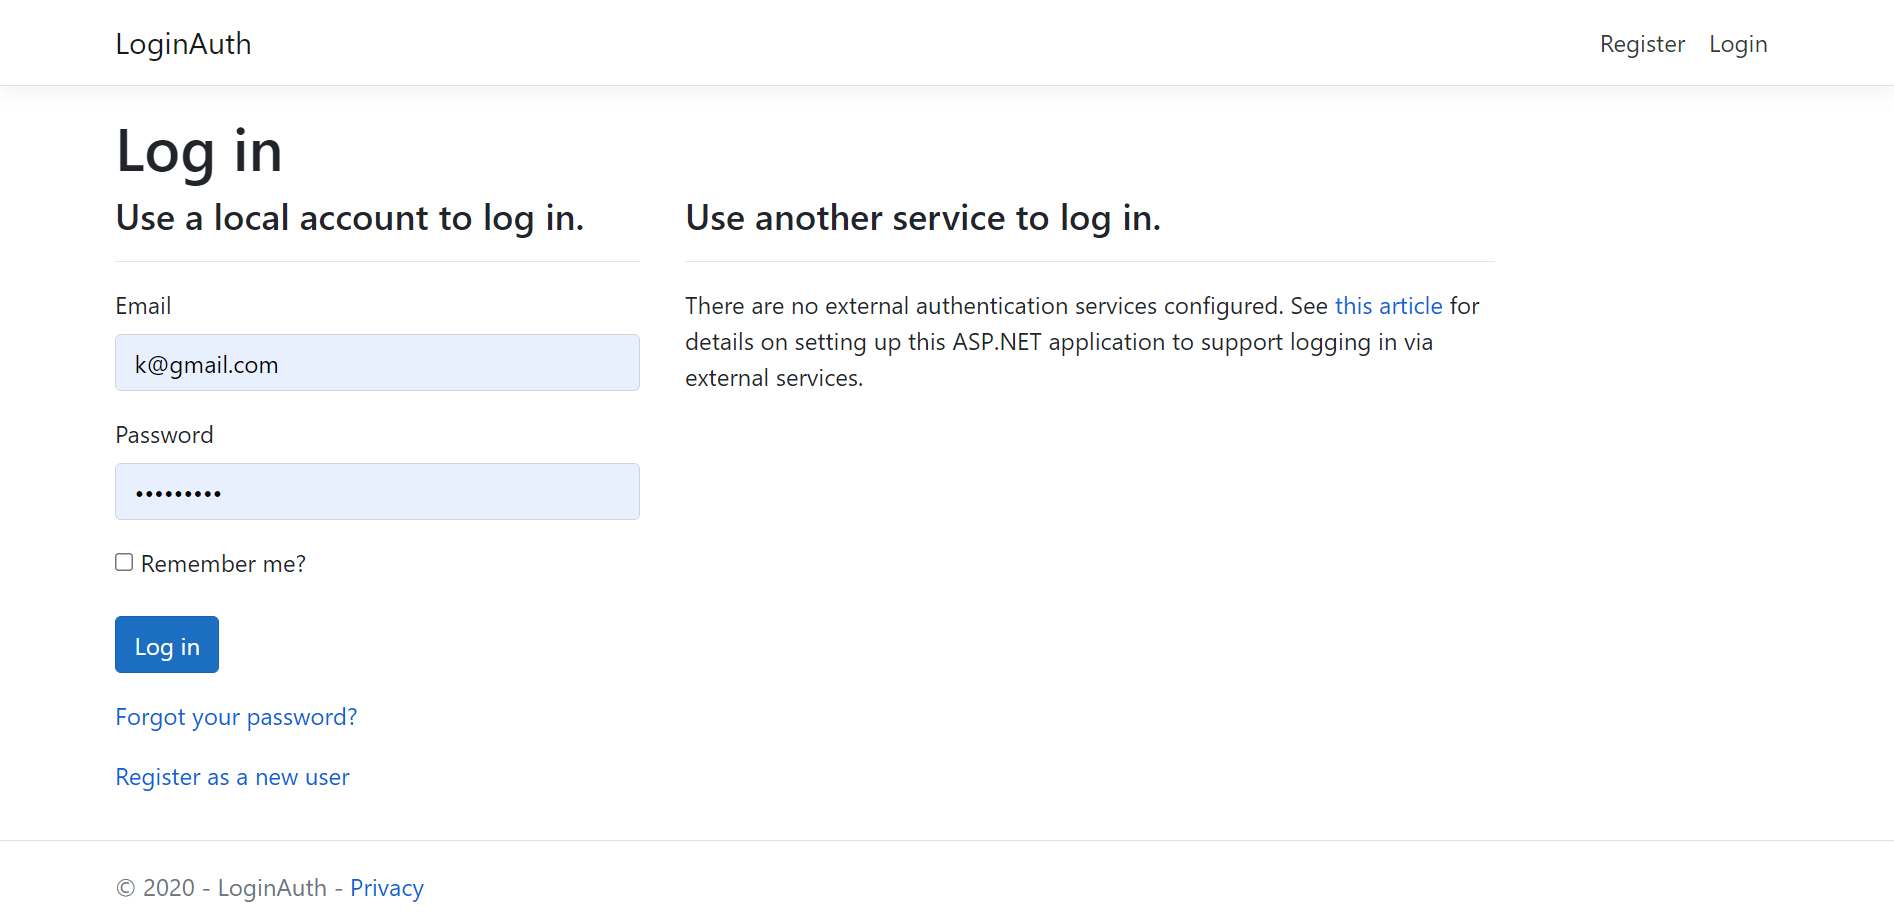 LoginAuth
Register Login
Log in
Use a local account to log in.
Email
k@gmail.com
Password
•••••••••
Remember me?
Log in
Forgot your password?
Register as a new user
Use another service to log in.
There are no external authentication services configured. See this article for
details on setting up this ASP.NET application to support logging in via
external services.
© 2020 - LoginAuth - Privacy